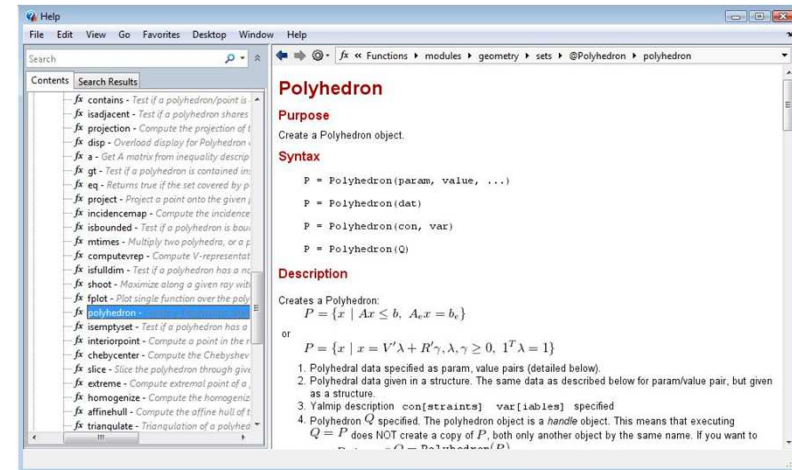 Help
File Edit View Go Favorites Desktop Window Help
Search
fx « Functions modules geometry sets @Polyhedron polyhedron
Contents Search Results
fx contains - Test if a polyhedron/point is
fx isadjacent - Test if a polyhedron shares
fx projection - Compute the projection of t
fx disp - Overload display for Polyhedron
fx a - Get A matrix from inequality descrip
fx gt - Test if a polyhedron is contained in
fx eq - Returns true if the set covered by p
fx project - Project a point onto the given p
fx incidencemap - Compute the incidence
fx isbounded - Test if a polyhedron is bou
fx mtimes - Multiply two polyhedra, or a p
fx computevrep - Compute V-representat
fx isfulldim - Test if a polyhedron has a no
fx shoot - Maximize along a given ray wit
fx fplot - Plot single function over the poly
fx polyhedron -
fx isemptyset - Test if a polyhedron has a
fx interiorpoint - Compute a point in the r
fx chebycenter - Compute the Chebyshev
fx slice - Slice the polyhedron through give
fx extreme - Compute extremal point of a
fx homogenize - Compute the homogeniz
fx affinehull - Compute the affine hull of t
fx triangulate - Triangulation of a polyhed
Polyhedron
Purpose
Create a Polyhedron object.
Syntax
P = Polyhedron(param, value, ...)
P = Polyhedron(dat)
P = Polyhedron(con, var)
P = Polyhedron(Q)
Description
Creates a Polyhedron:
P = {x | Ax ≤ b, Aₑx = bₑ}
or
P = {x | x = V′λ + R′γ, λ, γ ≥ 0, 1ᵀλ = 1}
1. Polyhedral data specified as param, value pairs (detailed below).
2. Polyhedral data given in a structure. The same data as described below for param/value pair, but given
as a structure.
3. Yalmip description con[straints] var[iables] specified
4. Polyhedron Q specified. The polyhedron object is a handle object. This means that executing
Q = P does NOT create a copy of P, both only another object by the same name. If you want to
Q = Polyhedron(P)